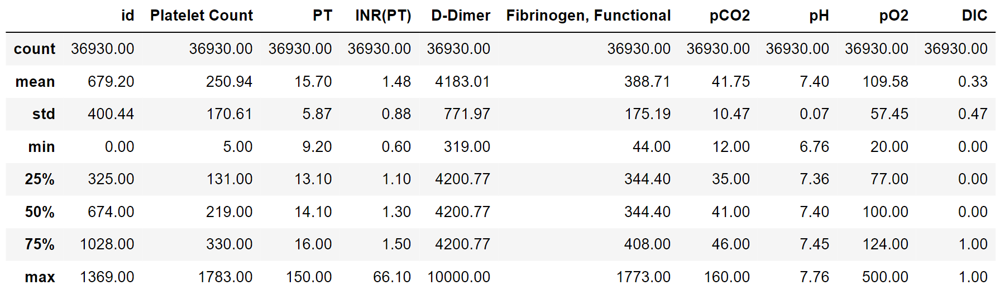 id Platelet Count PT INR(PT) D-Dimer Fibrinogen, Functional pCO2 pH pO2 DIC
count 36930.00 36930.00 36930.00 36930.00 36930.00 36930.00 36930.00 36930.00 36930.00 36930.00
mean 679.20 250.94 15.70 1.48 4183.01 388.71 41.75 7.40 109.58 0.33
std 400.44 170.61 5.87 0.88 771.97 175.19 10.47 0.07 57.45 0.47
min 0.00 5.00 9.20 0.60 319.00 44.00 12.00 6.76 20.00 0.00
25% 325.00 131.00 13.10 1.10 4200.77 344.40 35.00 7.36 77.00 0.00
50% 674.00 219.00 14.10 1.30 4200.77 344.40 41.00 7.40 100.00 0.00
75% 1028.00 330.00 16.00 1.50 4200.77 408.00 46.00 7.45 124.00 1.00
max 1369.00 1783.00 150.00 66.10 10000.00 1773.00 160.00 7.76 500.00 1.00